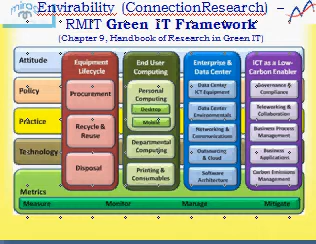 Envirability (ConnectionResearch) –
RMIT Green IT Framework
(Chapter 9, Handbook of Research in Green IT)
Attitude
Policy
Practice
Technology
Metrics
Equipment
Lifecycle
Procurement
Recycle &
Reuse
Disposal
End User
Computing
Personal
Computing
Desktop
Mobile
Departmental
Computing
Printing &
Consumables
Enterprise &
Data Center
Data Center
ICT Equipment
Data Center
Environmentals
Networking &
Communications
Outsourcing
& Cloud
Software
Architecture
ICT as a Low-
Carbon Enabler
Governance &
Compliance
Teleworking &
Collaboration
Business Process
Management
Business
Applications
Carbon Emissions
Management
Measure Monitor Manage Mitigate